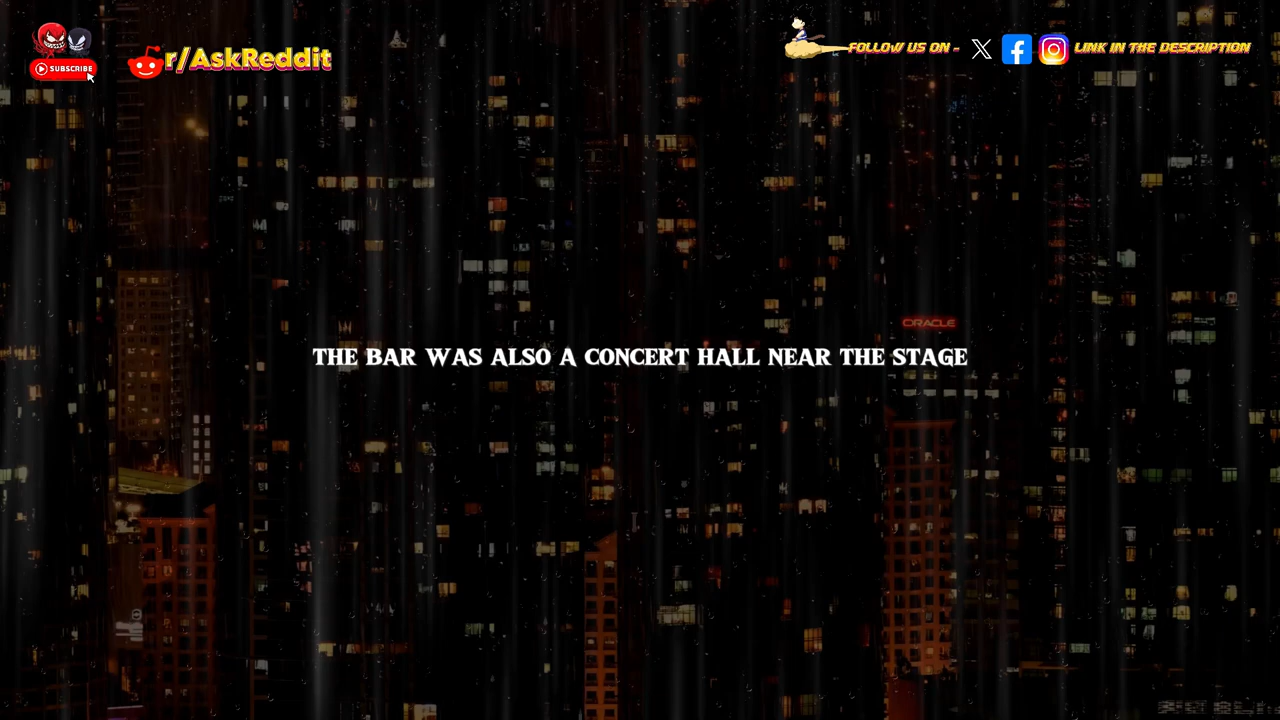 SUBSCRIBE
r/AskReddit
FOLLOW US ON -
LINK IN THE DESCRIPTION
ORACLE
THE BAR WAS ALSO A CONCERT HALL NEAR THE STAGE